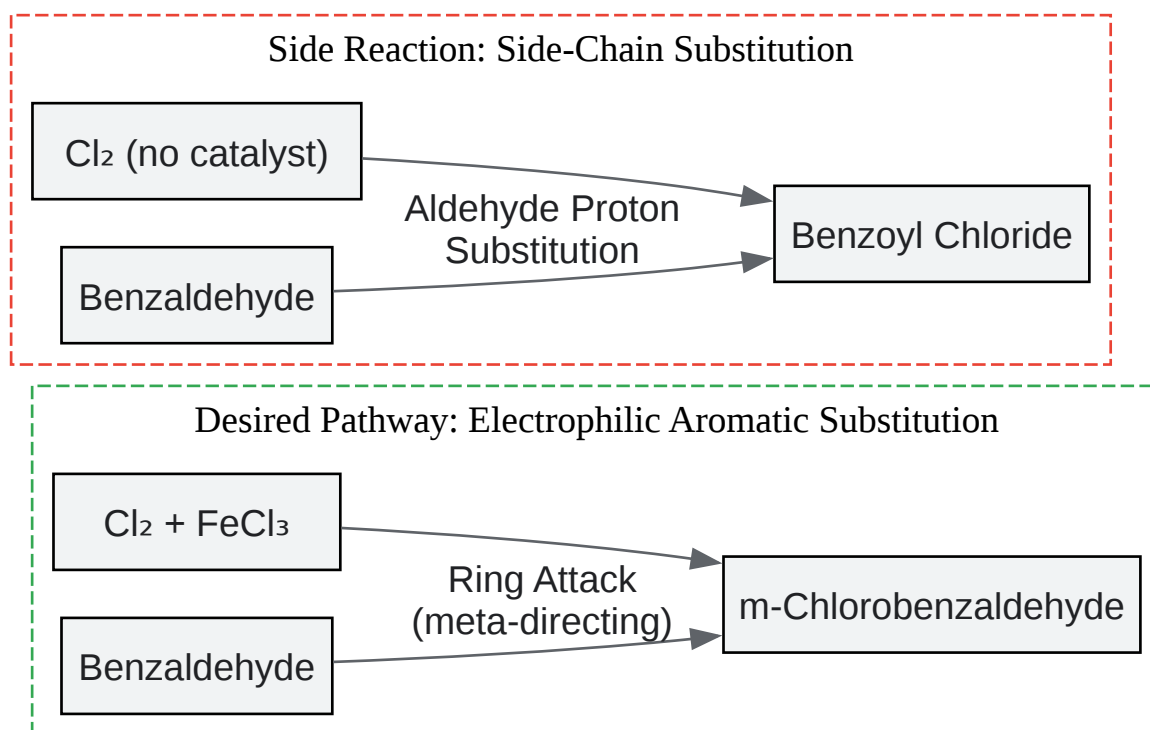 Side Reaction: Side-Chain Substitution
Cl₂ (no catalyst)
Aldehyde Proton
Substitution
Benzoyl Chloride
Benzaldehyde
Desired Pathway: Electrophilic Aromatic Substitution
Cl₂ + FeCl₃
Ring Attack
(meta-directing)
m-Chlorobenzaldehyde
Benzaldehyde